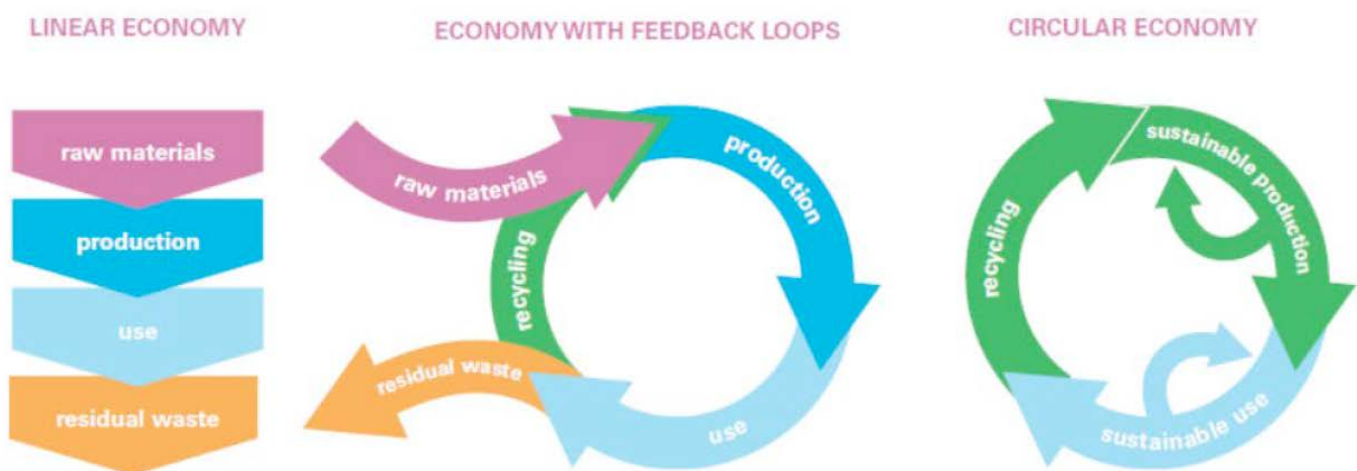 LINEAR ECONOMY
raw materials
production
use
residual waste
ECONOMY WITH FEEDBACK LOOPS
raw materials
production
recycling
residual waste
use
CIRCULAR ECONOMY
sustainable production
recycling
sustainable use